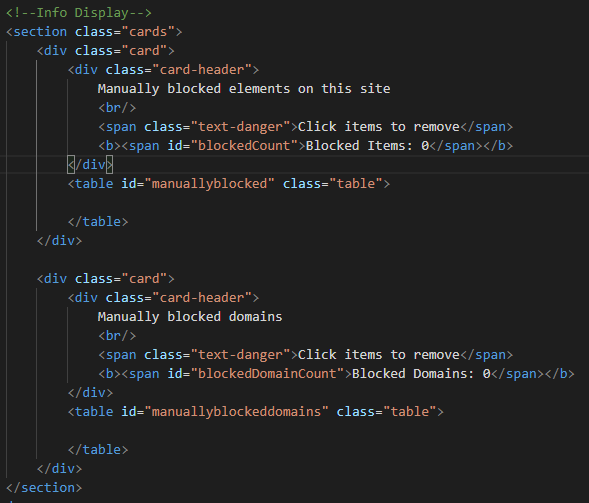 <!--Info Display-->
<section class="cards">
<div class="card">
<div class="card-header">
Manually blocked elements on this site
<br/>
<span class="text-danger">Click items to remove</span>
<b><span id="blockedCount">Blocked Items: 0</span></b>
</div>
<table id="manuallyblocked" class="table">
</table>
</div>
<div class="card">
<div class="card-header">
Manually blocked domains
<br/>
<span class="text-danger">Click items to remove</span>
<b><span id="blockedDomainCount">Blocked Domains: 0</span></b>
</div>
<table id="manuallyblockeddomains" class="table">
</table>
</div>
</section>